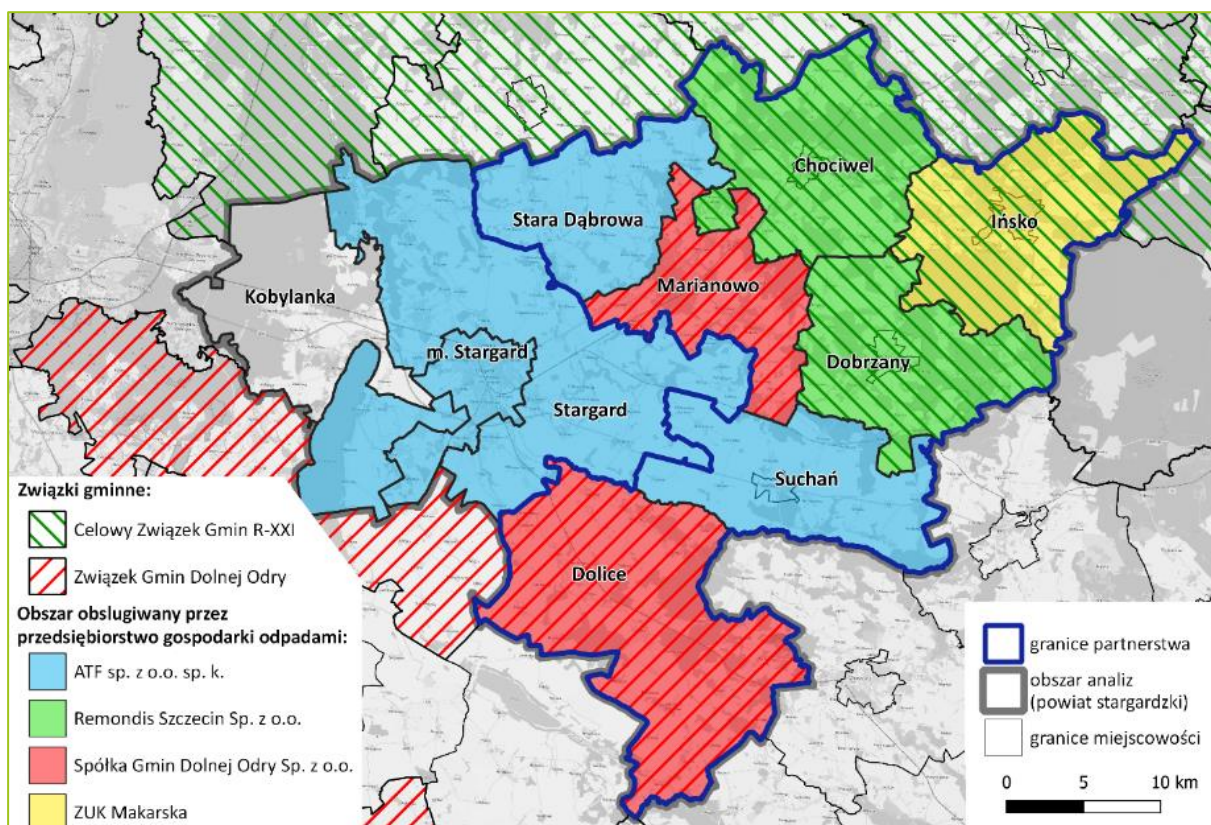 Chociwel
Ińsko
Stara Dąbrowa
Marianowo
Kobylanka
m. Stargard
Dobrzany
Stargard
Suchań
Dolice
Związki gminne:
Celowy Związek Gmin R-XXI
Związek Gmin Dolnej Odry
Obszar obsługiwany przez
przedsiębiorstwo gospodarki odpadami:
ATF sp. z o.o. sp. k.
Remondis Szczecin Sp. z o.o.
Spółka Gmin Dolnej Odry Sp. z o.o.
ZUK Makarska
granice partnerstwa
obszar analiz
(powiat stargardzki)
granice miejscowości
0 5 10 km